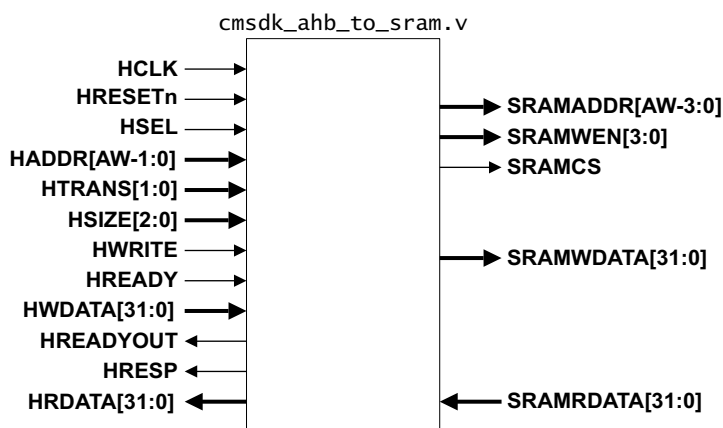 cmsdk_ahb_to_sram.v
HCLK
HRESETn
HSEL
HADDR[AW-1:0]
HTRANS[1:0]
HSIZE[2:0]
HWRITE
HREADY
HWDATA[31:0]
HREADYOUT
HRESP
HRDATA[31:0]
SRAMADDR[AW-3:0]
SRAMWEN[3:0]
SRAMCS
SRAMWDATA[31:0]
SRAMRDATA[31:0]